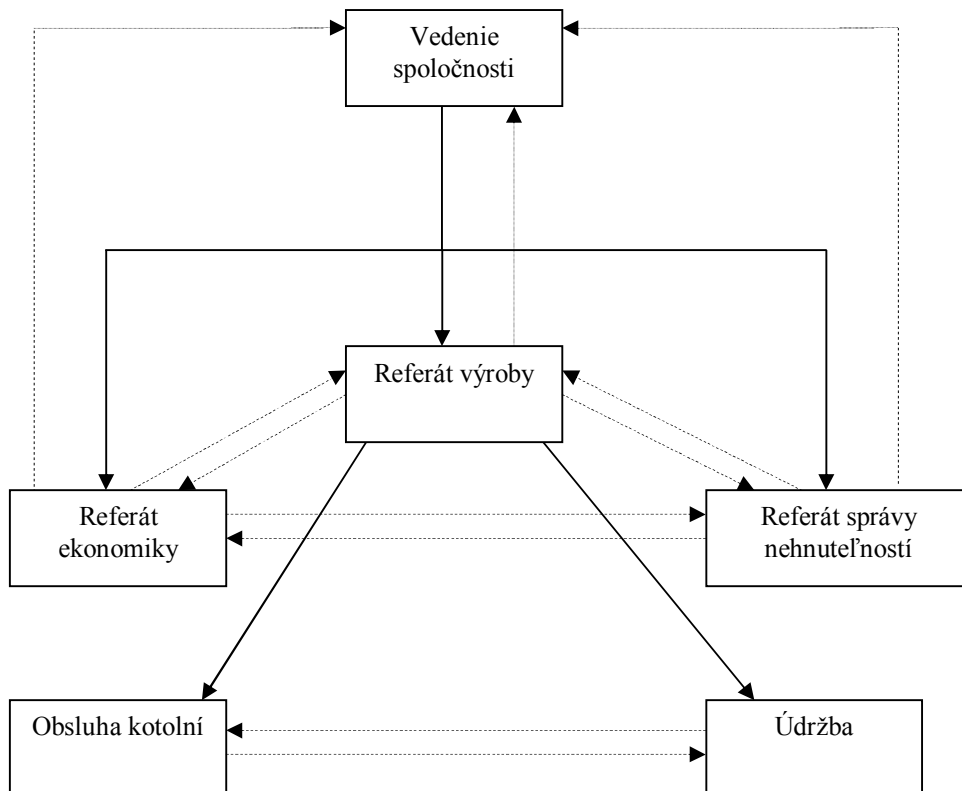 Vedenie
spoločnosti
Referát výroby
Referát
ekonomiky
Referát správy
nehnuteľností
Obsluha kotolní
Údržba